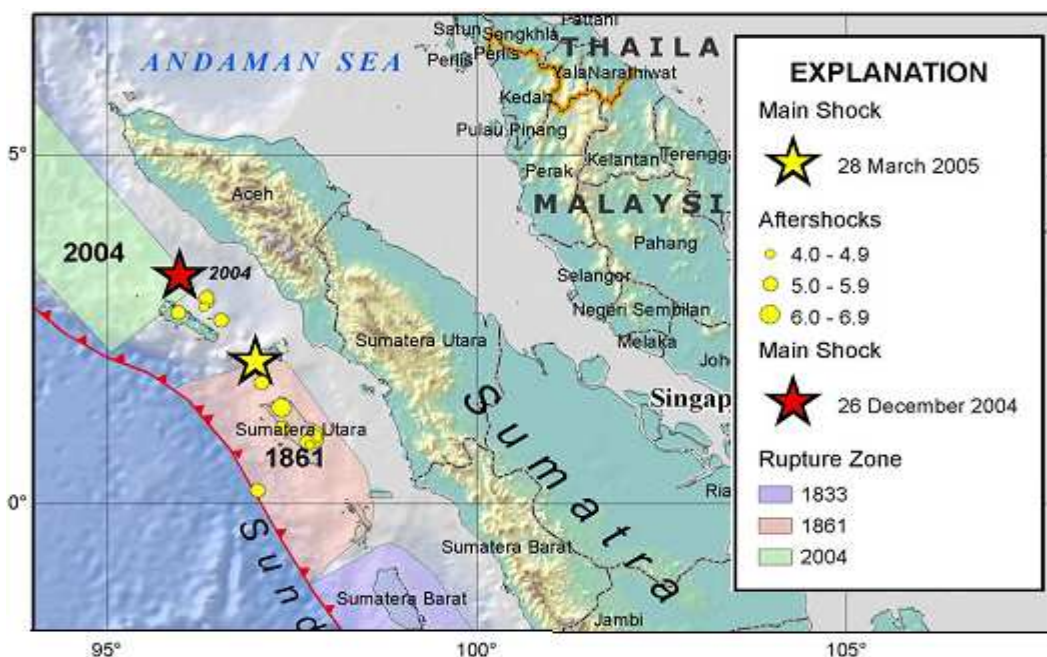 Pattani
Satun
Sengkhla
THAILA
ANDAMAN SEA
Perlis
Perlis
Yala
Narathiwat
Kedah
Pulau Pinang
5°
Kelantan
Terengga
Perak
Aceh
MALAYSI
Pahang
2004
2004
Selangor
Negeri Sembilan
Melaka
Sumatera Utara
Joh
Singap
Sumatera Utara
1861
Sumatra
Ria
0°
Sund
Sumatera Barat
Sumatera Barat
Jambi
95°
100°
105°
EXPLANATION
Main Shock
28 March 2005
Aftershocks
4.0 - 4.9
5.0 - 5.9
6.0 - 6.9
Main Shock
26 December 2004
Rupture Zone
1833
1861
2004